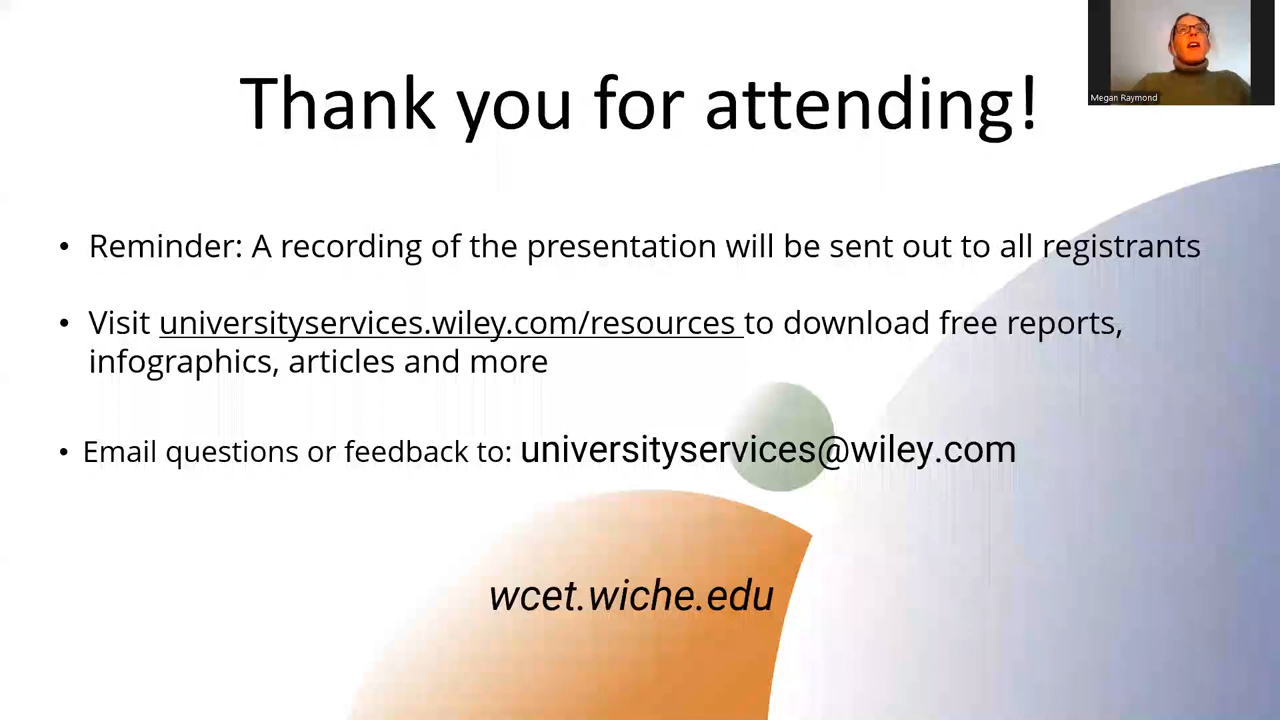 Thank you for attending!
Megan Raymond
• Reminder: A recording of the presentation will be sent out to all registrants
• Visit universityservices.wiley.com/resources to download free reports,
infographics, articles and more
• Email questions or feedback to: universityservices@wiley.com
wcet.wiche.edu